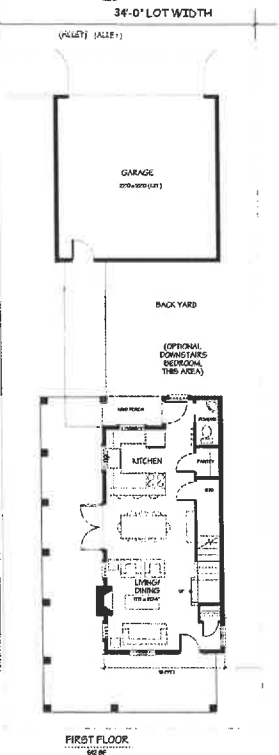 34'-0" LOT WIDTH
(ALLEY) (ALLEY)
GARAGE
BACK YARD
(OPTIONAL
DOWNSTAIRS
BEDROOM,
THIS AREA)
KITCHEN
PANTRY
LIVING/
DINING
FIRST FLOOR